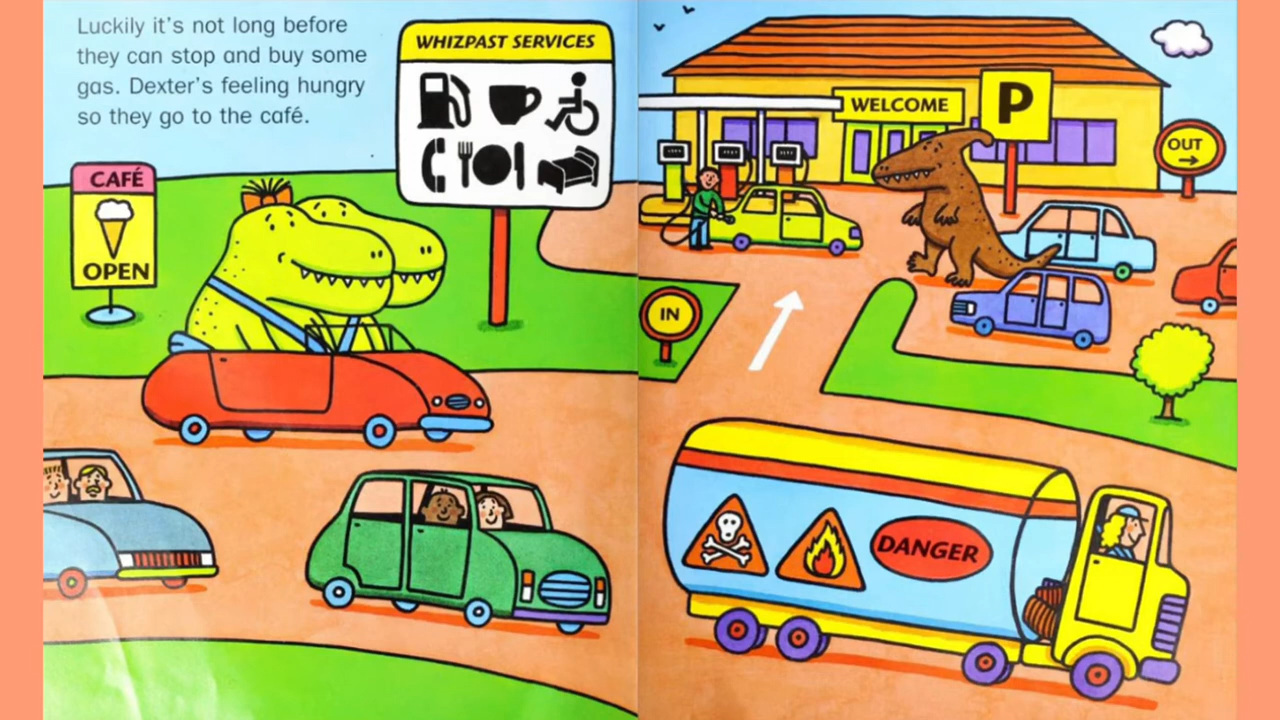 Luckily it's not long before
they can stop and buy some
gas. Dexter's feeling hungry
so they go to the café.
WHIZPAST SERVICES
CAFÉ
OPEN
WELCOME
P
OUT
IN
DANGER